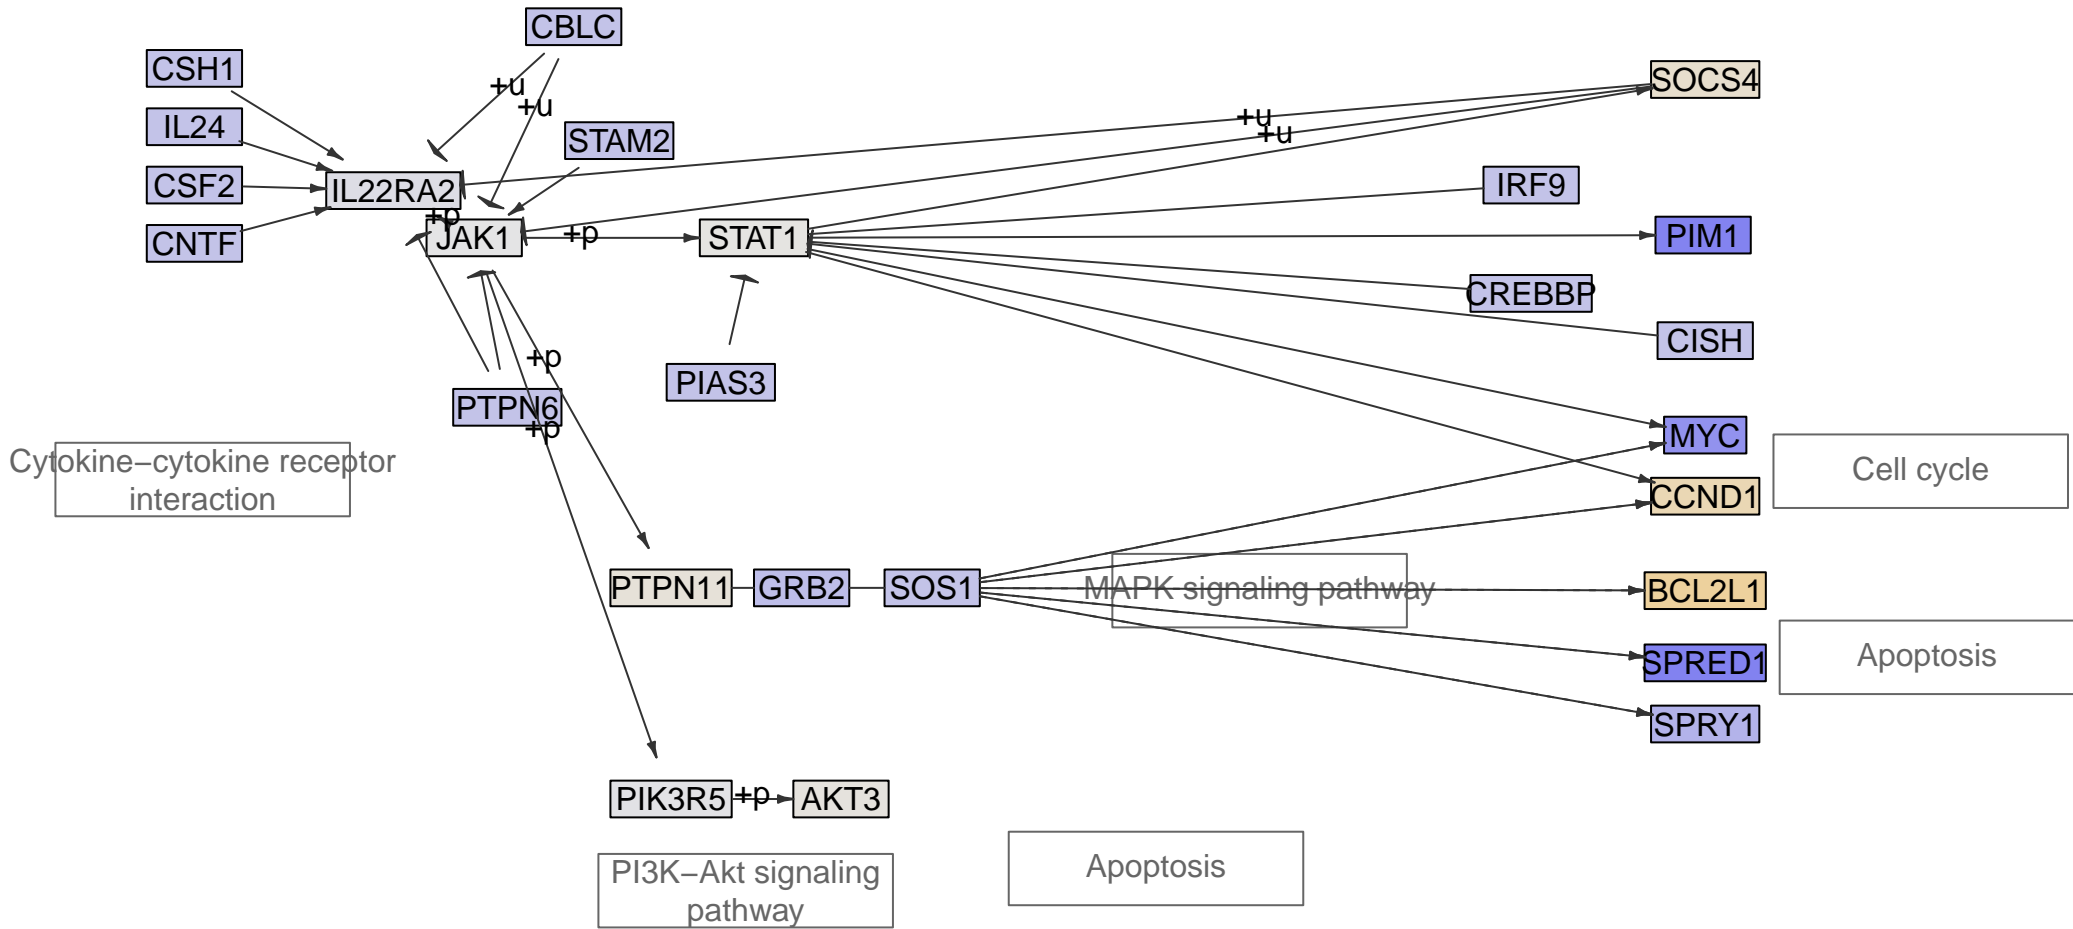 CBLC
CSH1
SOCS4
+u
+u
+u
IL24
+u
STAM2
CSF2
IL22RA2
IRF9
+p
CNTF
JAK1
+p
STAT1
PIM1
CREBBP
CISH
+p
PIAS3
PTPN6
+p
MYC
Cytokine−cytokine receptor
interaction
Cell cycle
CCND1
PTPN11
GRB2
SOS1
MAPK signaling pathway
BCL2L1
SPRED1
Apoptosis
SPRY1
PIK3R5
+p
AKT3
PI3K−Akt signaling
pathway
Apoptosis